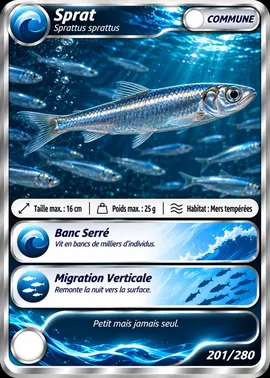 Sprat
Sprattus sprattus
COMMUNE
Taille max. : 16 cm
Poids max. : 25 g
Habitat : Mers tempérées
Banc Serré
Vit en bancs de milliers d'individus.
Migration Verticale
Remonte la nuit vers la surface.
Petit mais jamais seul.
201/280